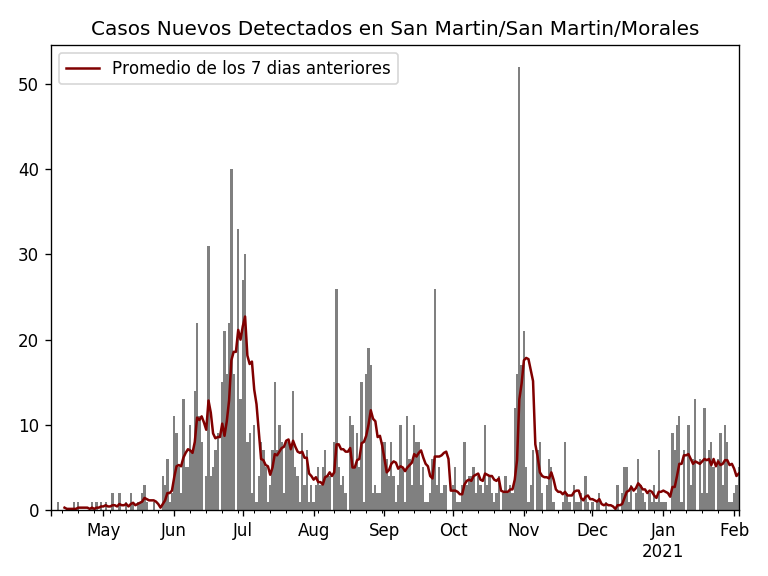 Casos Nuevos Detectados en San Martin/San Martin/Morales
Promedio de los 7 dias anteriores
50
40
30
20
10
0
May Jun Jul Aug Sep Oct Nov Dec Jan Feb
2021